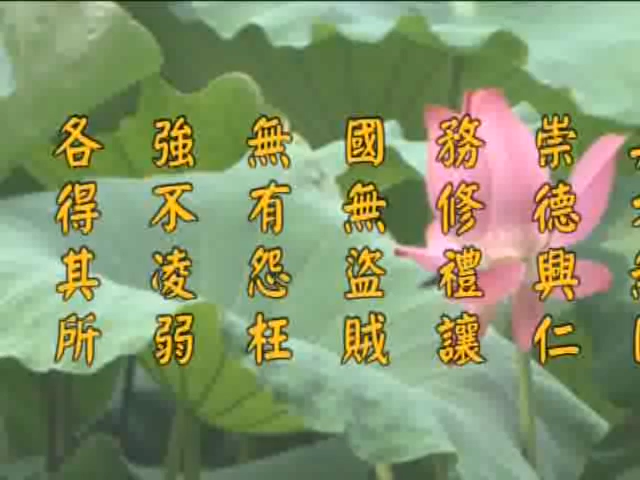 崇德興仁
務修禮讓
國無盜賊
無有怨枉
強不凌弱
各得其所